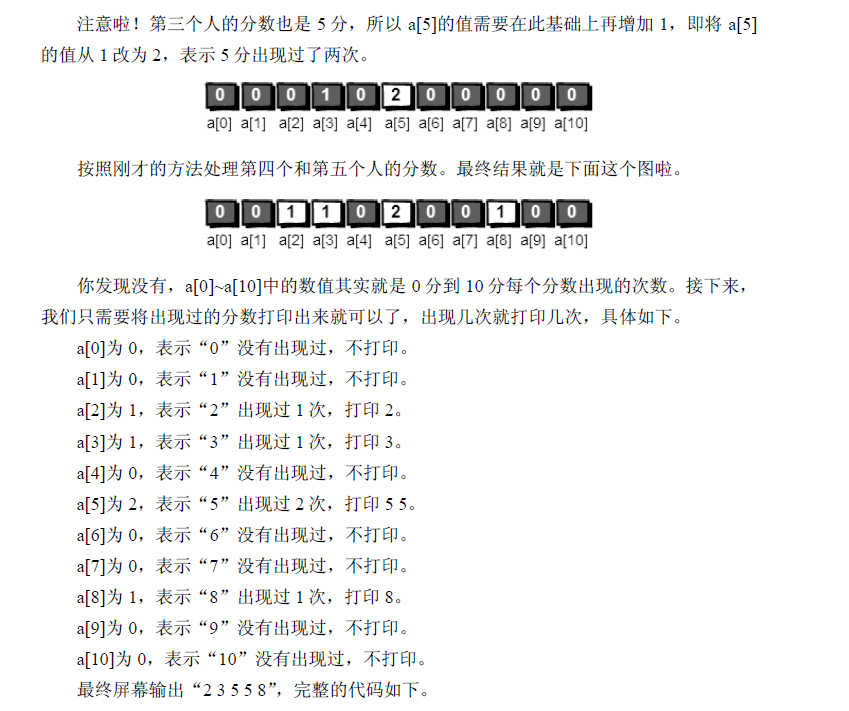 注意啦！第三个人的分数也是 5 分，所以 a[5]的值需要在此基础上再增加 1，即将 a[5]
的值从 1 改为 2，表示 5 分出现过了两次。
0 0 0 1 0 2 0 0 0 0 0
a[0] a[1] a[2] a[3] a[4] a[5] a[6] a[7] a[8] a[9] a[10]
按照刚才的方法处理第四个和第五个人的分数。最终结果就是下面这个图啦。
0 0 1 1 0 2 0 0 1 0 0
a[0] a[1] a[2] a[3] a[4] a[5] a[6] a[7] a[8] a[9] a[10]
你发现没有，a[0]~a[10]中的数值其实就是 0 分到 10 分每个分数出现的次数。接下来，
我们只需要将出现过的分数打印出来就可以了，出现几次就打印几次，具体如下。
a[0]为 0，表示“0”没有出现过，不打印。
a[1]为 0，表示“1”没有出现过，不打印。
a[2]为 1，表示“2”出现过 1 次，打印 2。
a[3]为 1，表示“3”出现过 1 次，打印 3。
a[4]为 0，表示“4”没有出现过，不打印。
a[5]为 2，表示“5”出现过 2 次，打印 5 5。
a[6]为 0，表示“6”没有出现过，不打印。
a[7]为 0，表示“7”没有出现过，不打印。
a[8]为 1，表示“8”出现过 1 次，打印 8。
a[9]为 0，表示“9”没有出现过，不打印。
a[10]为 0，表示“10”没有出现过，不打印。
最终屏幕输出“2 3 5 5 8”，完整的代码如下。